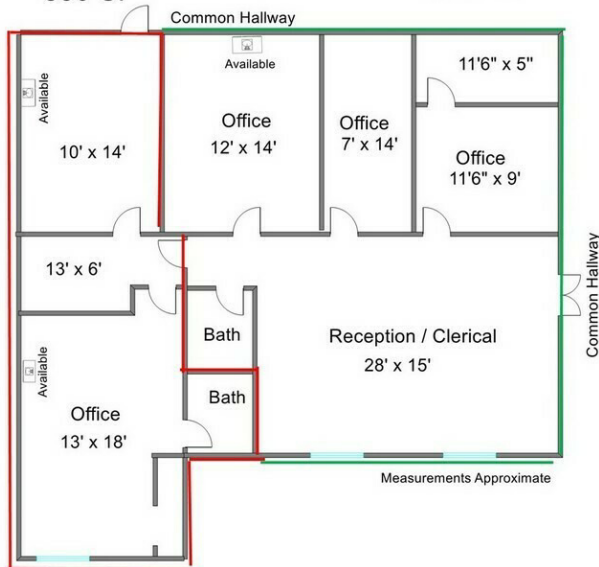 Common Hallway
Available
10' x 14'
Available
Office
12' x 14'
Office
7' x 14'
11'6" x 5"
Office
11'6" x 9'
13' x 6'
Bath
Reception / Clerical
28' x 15'
Common Hallway
Available
Office
13' x 18'
Bath
Measurements Approximate